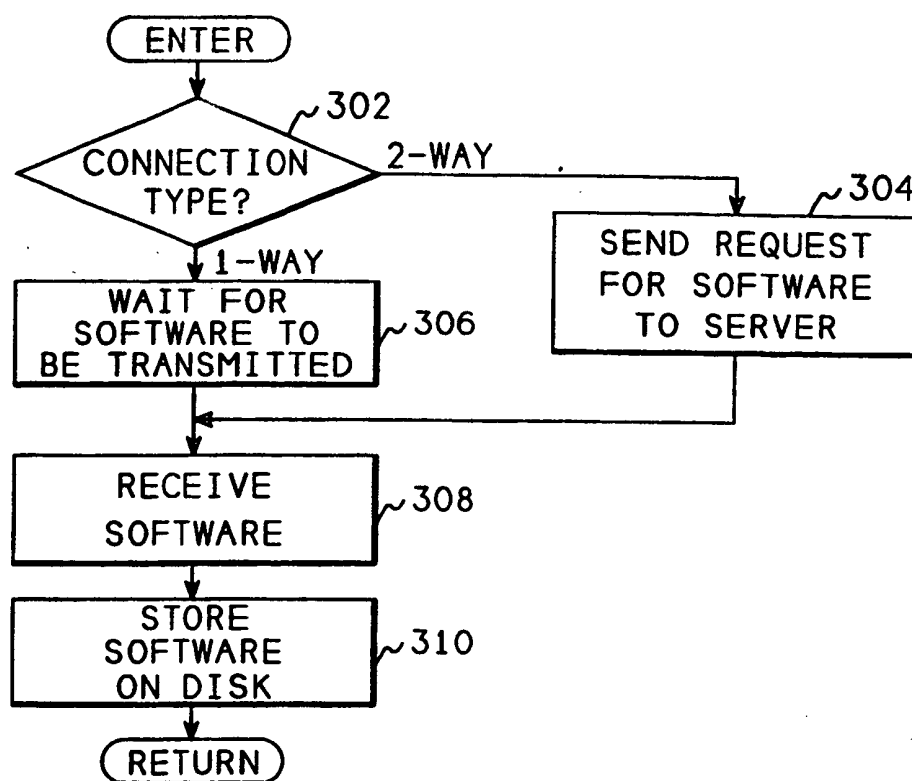 ENTER
302
CONNECTION
TYPE?
2-WAY
304
SEND REQUEST
FOR SOFTWARE
TO SERVER
1-WAY
WAIT FOR
SOFTWARE TO
BE TRANSMITTED
306
RECEIVE
SOFTWARE
308
STORE
SOFTWARE
ON DISK
310
RETURN